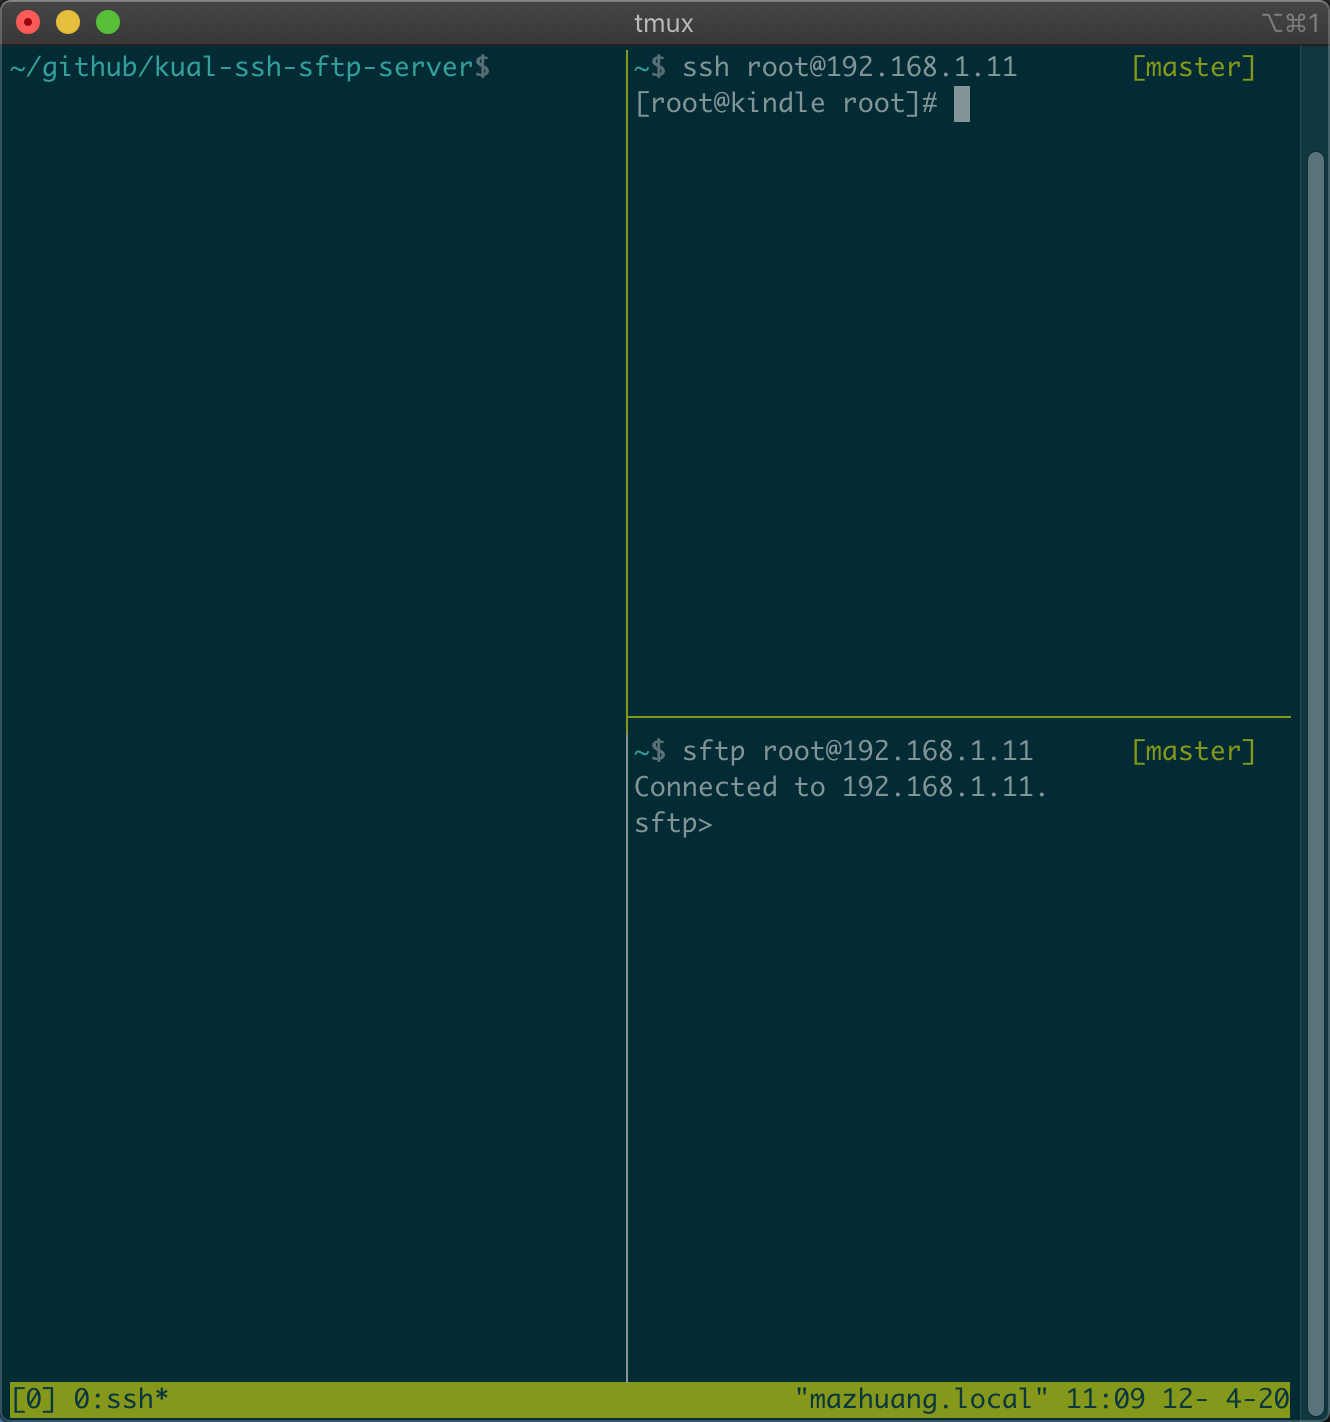 tmux
⌥⌘1
~/github/kual-ssh-sftp-server$
~$ ssh root@192.168.1.11 [master]
[root@kindle root]#
~$ sftp root@192.168.1.11 [master]
Connected to 192.168.1.11.
sftp>
[0] 0:ssh* "mazhuang.local" 11:09 12- 4-20